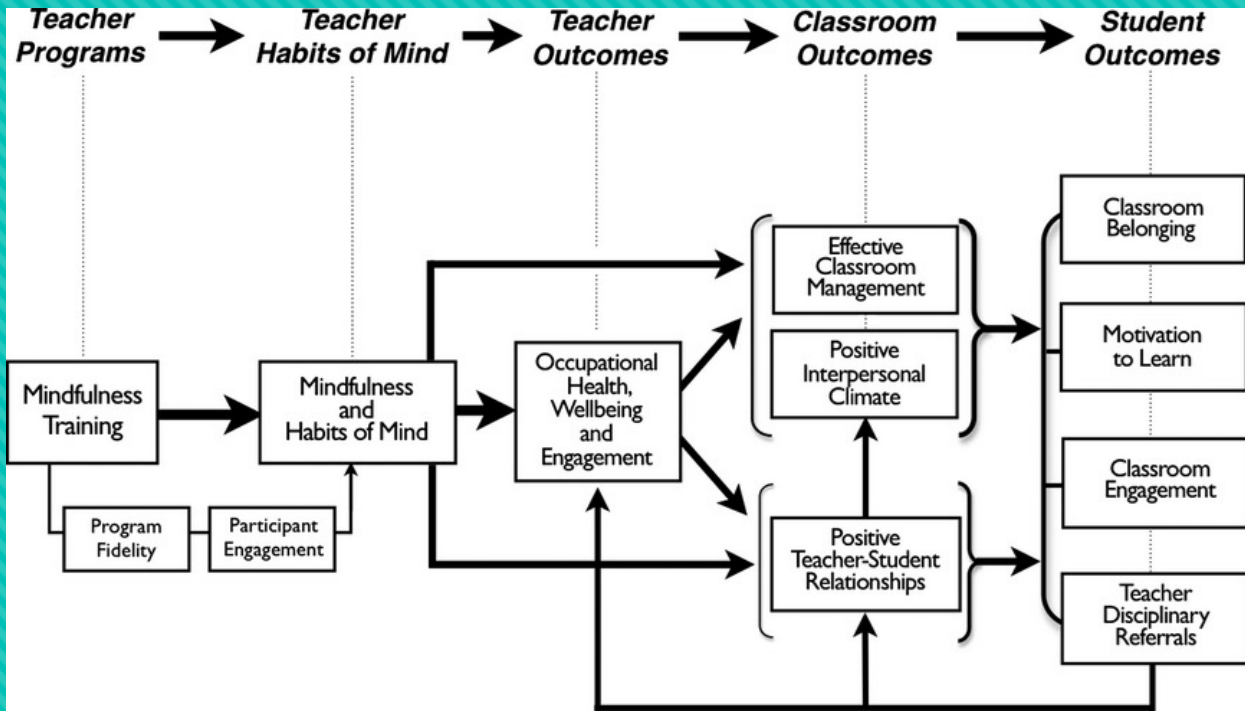 Teacher
Programs
Teacher
Habits of Mind
Teacher
Outcomes
Classroom
Outcomes
Student
Outcomes
Mindfulness
Training
Program
Fidelity
Participant
Engagement
Mindfulness
and
Habits of Mind
Occupational
Health,
Wellbeing
and
Engagement
Effective
Classroom
Management
Positive
Interpersonal
Climate
Positive
Teacher-Student
Relationships
Classroom
Belonging
Motivation
to Learn
Classroom
Engagement
Teacher
Disciplinary
Referrals